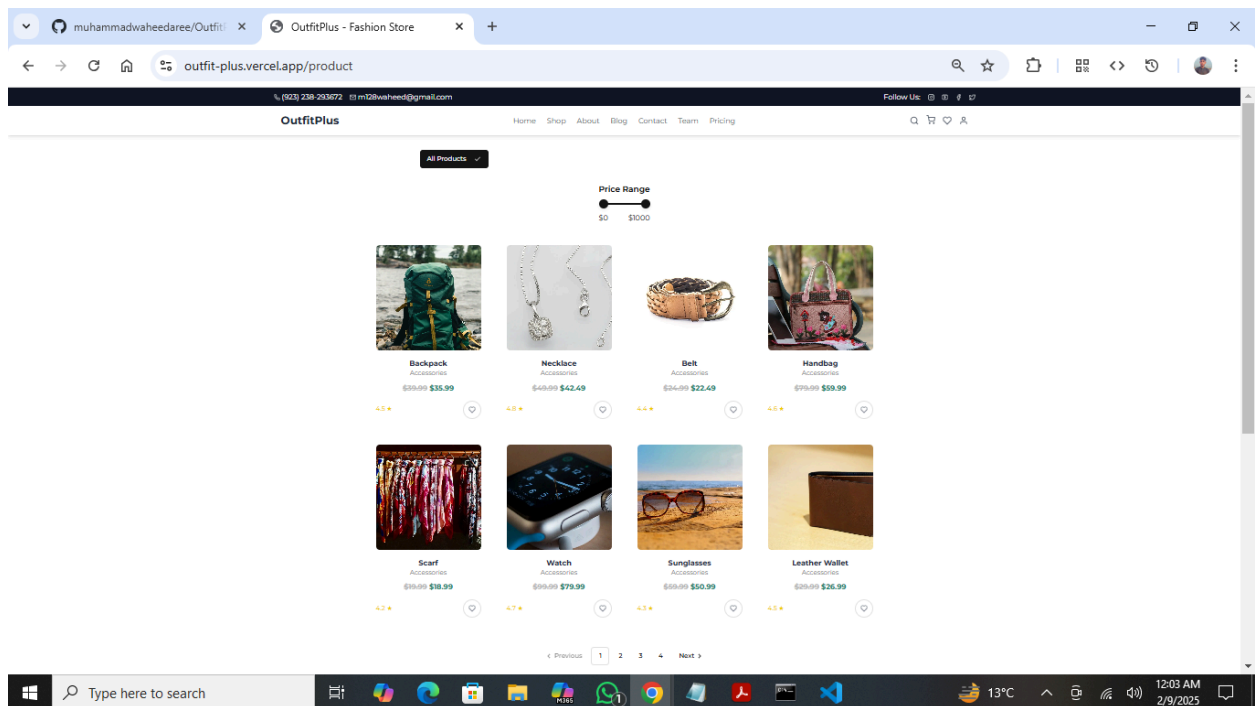 muhammadwaheedaree/Outfit
OutfitPlus - Fashion Store
outfit-plus.vercel.app/product
(923) 238-293672 m128waheed@gmail.com
Follow Us:
OutfitPlus
Home Shop About Blog Contact Team Pricing
All Products
Price Range
$0 $1000
Backpack Necklace Belt Handbag
Accessories Accessories Accessories Accessories
$39.99 $35.99 $49.99 $42.49 $24.99 $22.49 $79.99 $59.99
4.5 ★ 4.8 ★ 4.4 ★ 4.6 ★
Scarf Watch Sunglasses Leather Wallet
Accessories Accessories Accessories Accessories
$19.99 $18.99 $99.99 $79.99 $59.99 $50.99 $29.99 $26.99
4.2 ★ 4.7 ★ 4.3 ★ 4.5 ★
‹ Previous 1 2 3 4 Next ›
Type here to search
M365
1
13°C
12:03 AM
2/9/2025